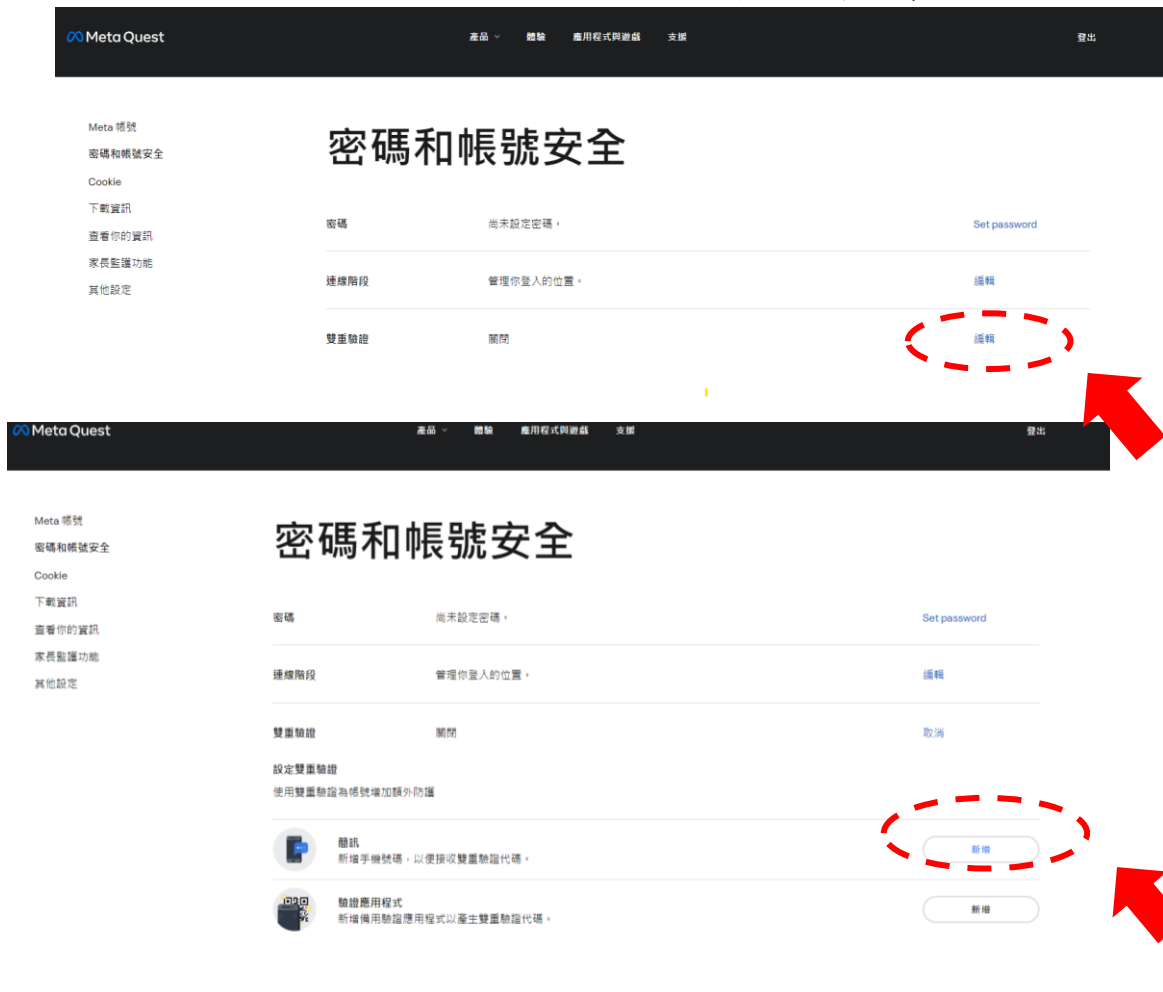 Meta Quest
產品 體驗 應用程式與遊戲 支援 登出
Meta 帳號
密碼和帳號安全
Cookie
下載資訊
查看你的資訊
家長監護功能
其他設定
密碼和帳號安全
密碼 尚未設定密碼。 Set password
連線階段 管理你登入的位置。 編輯
雙重驗證 關閉 編輯
Meta Quest
產品 體驗 應用程式與遊戲 支援 登出
Meta 帳號
密碼和帳號安全
Cookie
下載資訊
查看你的資訊
家長監護功能
其他設定
密碼和帳號安全
密碼 尚未設定密碼。 Set password
連線階段 管理你登入的位置。 編輯
雙重驗證 關閉 取消
設定雙重驗證
使用雙重驗證為帳號增加額外防護
簡訊
新增手機號碼，以便接收雙重驗證代碼。
新增
驗證應用程式
新增備用驗證應用程式以產生雙重驗證代碼。
新增